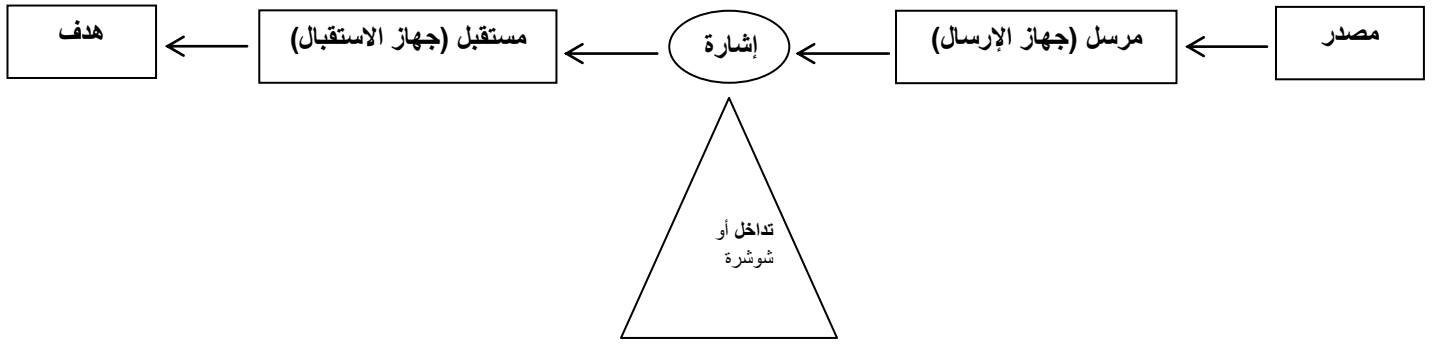 مصدر
مرسل (جهاز الإرسال)
إشارة
مستقبل (جهاز الاستقبال)
هدف
تداخل أو
شوشرة